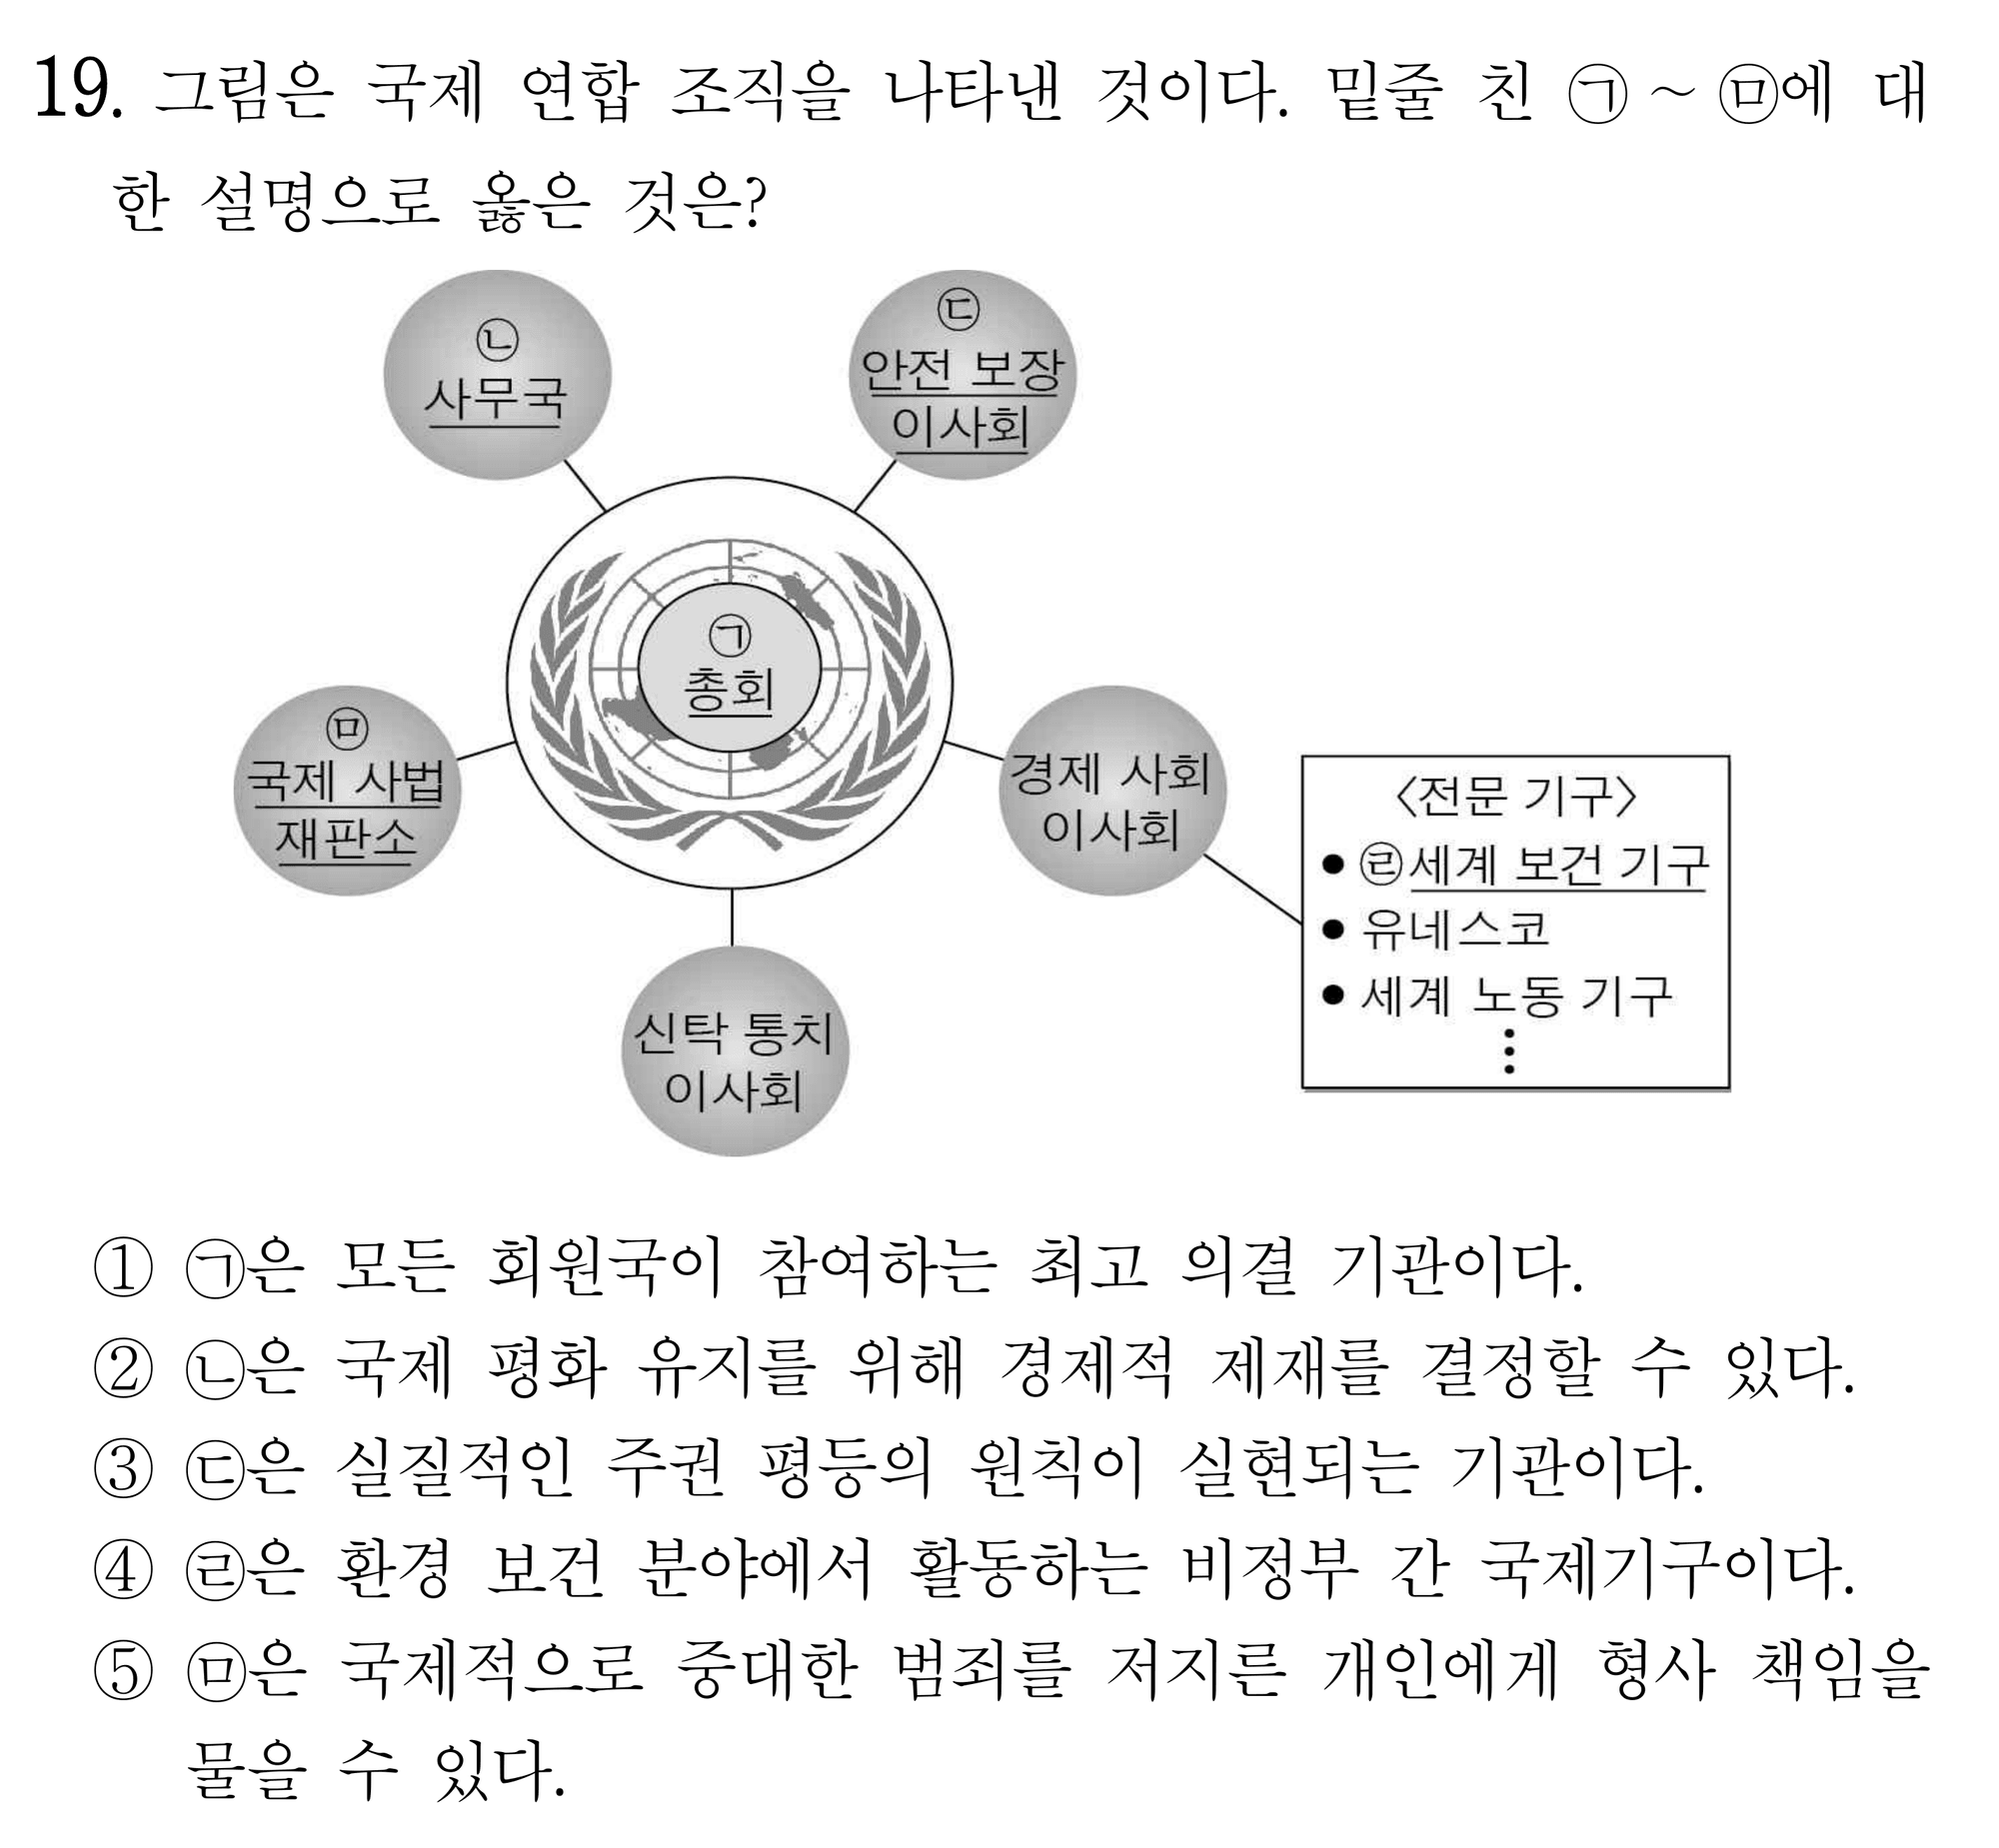 19. 그림은 국제 연합 조직을 나타낸 것이다. 밑줄 친 ㉠ ~ ㉤에 대
한 설명으로 옳은 것은?
㉡
사무국
㉢
안전 보장
이사회
㉠
총회
㉤
국제 사법
재판소
경제 사회
이사회
〈전문 기구〉
● ㉣세계 보건 기구
● 유네스코
● 세계 노동 기구
⋮
신탁 통치
이사회
① ㉠은 모든 회원국이 참여하는 최고 의결 기관이다.
② ㉡은 국제 평화 유지를 위해 경제적 제재를 결정할 수 있다.
③ ㉢은 실질적인 주권 평등의 원칙이 실현되는 기관이다.
④ ㉣은 환경 보건 분야에서 활동하는 비정부 간 국제기구이다.
⑤ ㉤은 국제적으로 중대한 범죄를 저지른 개인에게 형사 책임을
물을 수 있다.